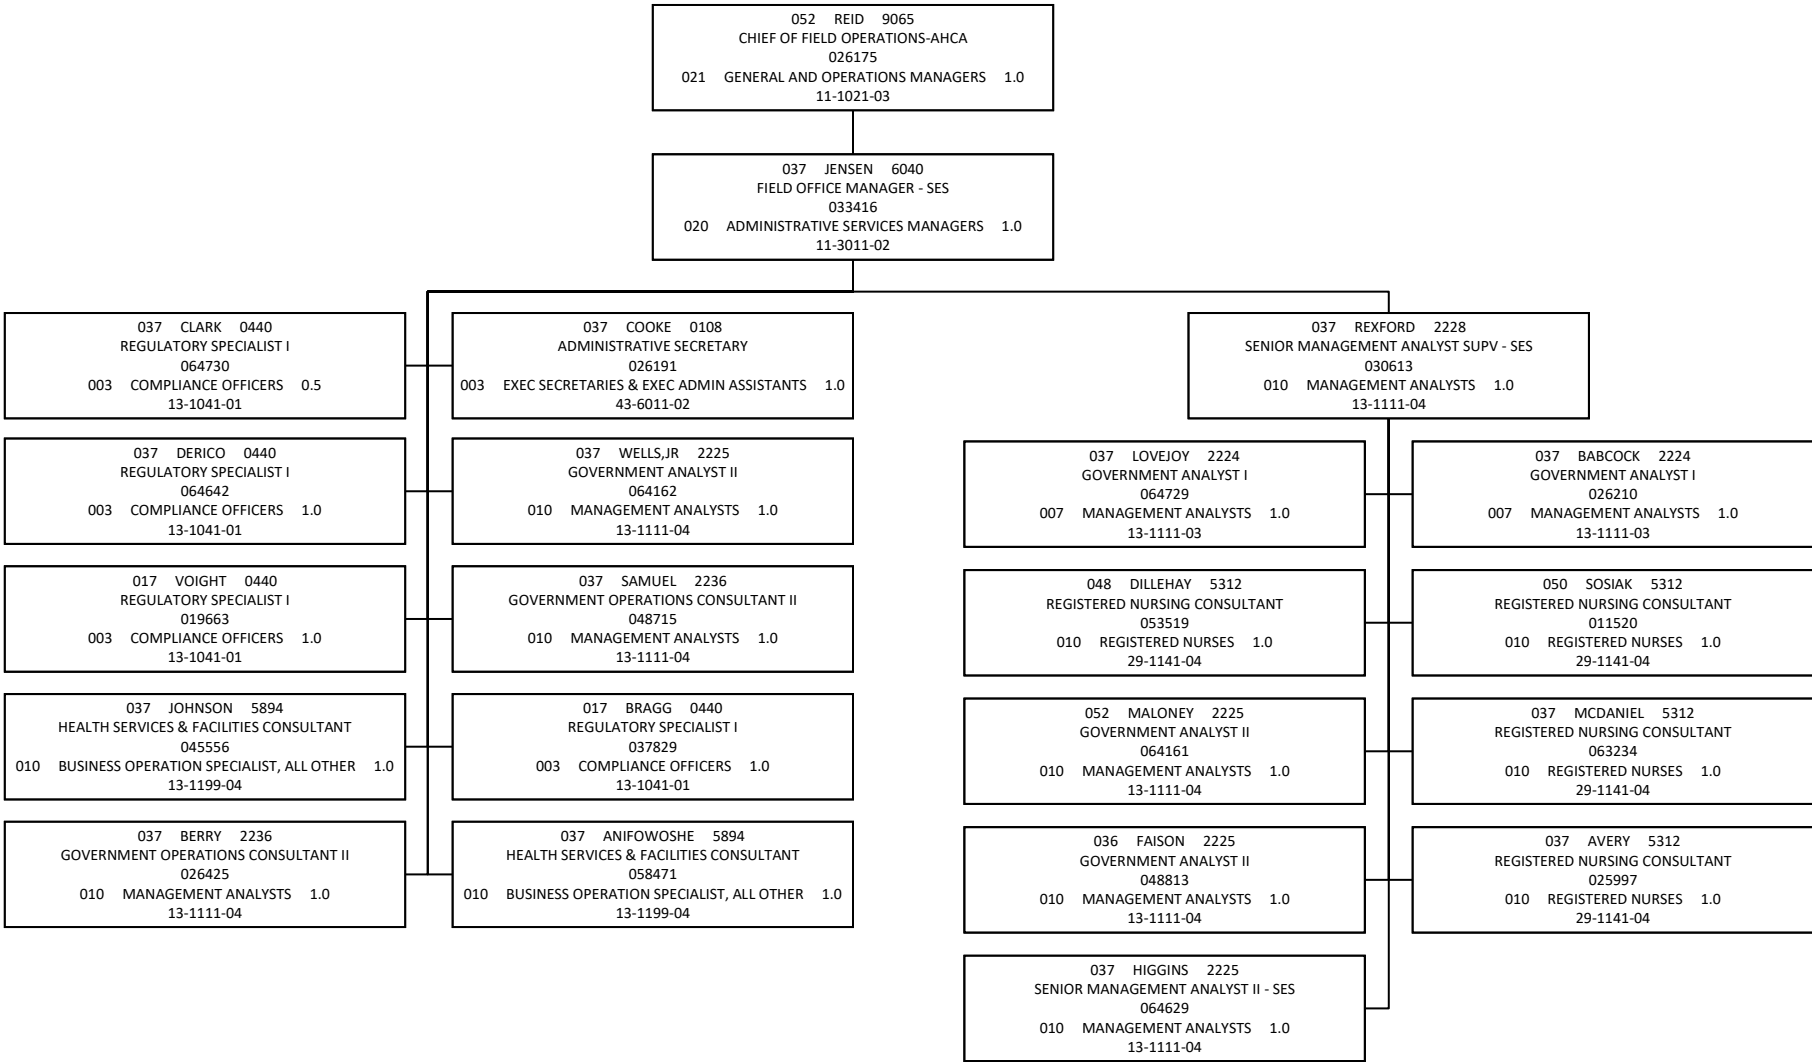 052 REID 9065
CHIEF OF FIELD OPERATIONS-AHCA
026175
021 GENERAL AND OPERATIONS MANAGERS 1.0
11-1021-03
037 JENSEN 6040
FIELD OFFICE MANAGER - SES
033416
020 ADMINISTRATIVE SERVICES MANAGERS 1.0
11-3011-02
037 CLARK 0440
REGULATORY SPECIALIST I
064730
003 COMPLIANCE OFFICERS 0.5
13-1041-01
037 COOKE 0108
ADMINISTRATIVE SECRETARY
026191
003 EXEC SECRETARIES & EXEC ADMIN ASSISTANTS 1.0
43-6011-02
037 DERICO 0440
REGULATORY SPECIALIST I
064642
003 COMPLIANCE OFFICERS 1.0
13-1041-01
037 WELLS,JR 2225
GOVERNMENT ANALYST II
064162
010 MANAGEMENT ANALYSTS 1.0
13-1111-04
017 VOIGHT 0440
REGULATORY SPECIALIST I
019663
003 COMPLIANCE OFFICERS 1.0
13-1041-01
037 SAMUEL 2236
GOVERNMENT OPERATIONS CONSULTANT II
048715
010 MANAGEMENT ANALYSTS 1.0
13-1111-04
037 JOHNSON 5894
HEALTH SERVICES & FACILITIES CONSULTANT
045556
010 BUSINESS OPERATION SPECIALIST, ALL OTHER 1.0
13-1199-04
017 BRAGG 0440
REGULATORY SPECIALIST I
037829
003 COMPLIANCE OFFICERS 1.0
13-1041-01
037 BERRY 2236
GOVERNMENT OPERATIONS CONSULTANT II
026425
010 MANAGEMENT ANALYSTS 1.0
13-1111-04
037 ANIFOWOSHE 5894
HEALTH SERVICES & FACILITIES CONSULTANT
058471
010 BUSINESS OPERATION SPECIALIST, ALL OTHER 1.0
13-1199-04
037 REXFORD 2228
SENIOR MANAGEMENT ANALYST SUPV - SES
030613
010 MANAGEMENT ANALYSTS 1.0
13-1111-04
037 LOVEJOY 2224
GOVERNMENT ANALYST I
064729
007 MANAGEMENT ANALYSTS 1.0
13-1111-03
037 BABCOCK 2224
GOVERNMENT ANALYST I
026210
007 MANAGEMENT ANALYSTS 1.0
13-1111-03
048 DILLEHAY 5312
REGISTERED NURSING CONSULTANT
053519
010 REGISTERED NURSES 1.0
29-1141-04
050 SOSIAK 5312
REGISTERED NURSING CONSULTANT
011520
010 REGISTERED NURSES 1.0
29-1141-04
052 MALONEY 2225
GOVERNMENT ANALYST II
064161
010 MANAGEMENT ANALYSTS 1.0
13-1111-04
037 MCDANIEL 5312
REGISTERED NURSING CONSULTANT
063234
010 REGISTERED NURSES 1.0
29-1141-04
036 FAISON 2225
GOVERNMENT ANALYST II
048813
010 MANAGEMENT ANALYSTS 1.0
13-1111-04
037 AVERY 5312
REGISTERED NURSING CONSULTANT
025997
010 REGISTERED NURSES 1.0
29-1141-04
037 HIGGINS 2225
SENIOR MANAGEMENT ANALYST II - SES
064629
010 MANAGEMENT ANALYSTS 1.0
13-1111-04